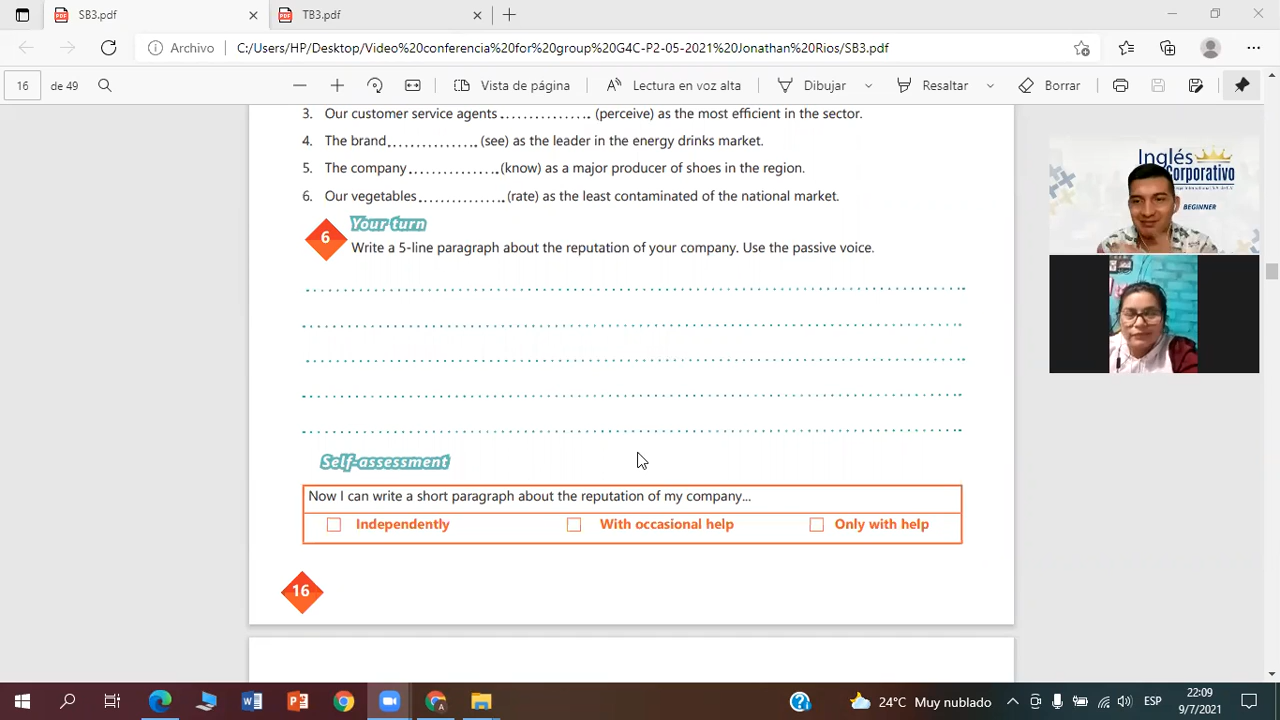 SB3.pdf
TB3.pdf
Archivo
C:/Users/HP/Desktop/Video%20conferencia%20for%20group%20G4C-P2-05-2021%20Jonathan%20Rios/SB3.pdf
16 de 49
Vista de página
Lectura en voz alta
Dibujar
Resaltar
Borrar
3. Our customer service agents .............. (perceive) as the most efficient in the sector.
4. The brand .............. (see) as the leader in the energy drinks market.
5. The company .............. (know) as a major producer of shoes in the region.
6. Our vegetables .............. (rate) as the least contaminated of the national market.
6 Your turn
Write a 5-line paragraph about the reputation of your company. Use the passive voice.
Self-assessment
Now I can write a short paragraph about the reputation of my company...
Independently
With occasional help
Only with help
16
Inglés
Corporativo
BEGINNER
24°C Muy nublado
ESP
22:09
9/7/2021